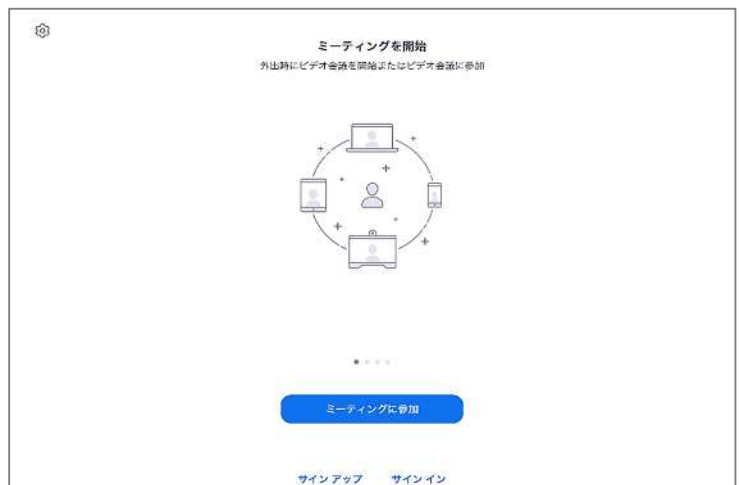 ミーティングを開始
外出時にビデオ会議を開始またはビデオ会議に参加
ミーティングに参加
サイン アップ サイン イン